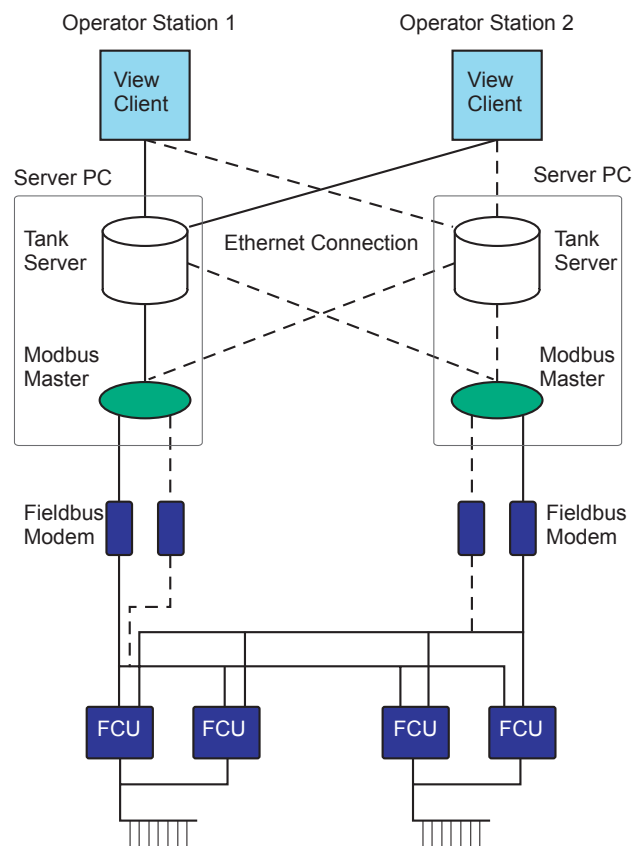 Operator Station 1
Operator Station 2
View
Client
View
Client
Server PC
Server PC
Tank
Server
Ethernet Connection
Tank
Server
Modbus
Master
Modbus
Master
Fieldbus
Modem
Fieldbus
Modem
FCU
FCU
FCU
FCU